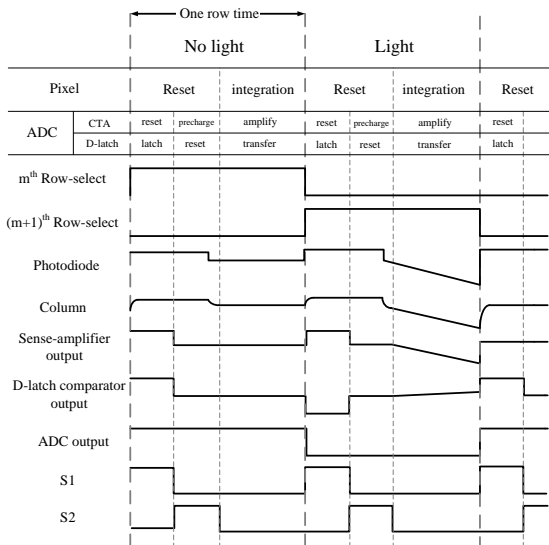 One row time
No light Light
Pixel Reset integration Reset integration Reset
ADC CTA reset precharge amplify reset precharge amplify reset
D-latch latch reset transfer latch reset transfer latch
mth Row-select
(m+1)th Row-select
Photodiode
Column
Sense-amplifier
output
D-latch comparator
output
ADC output
S1
S2